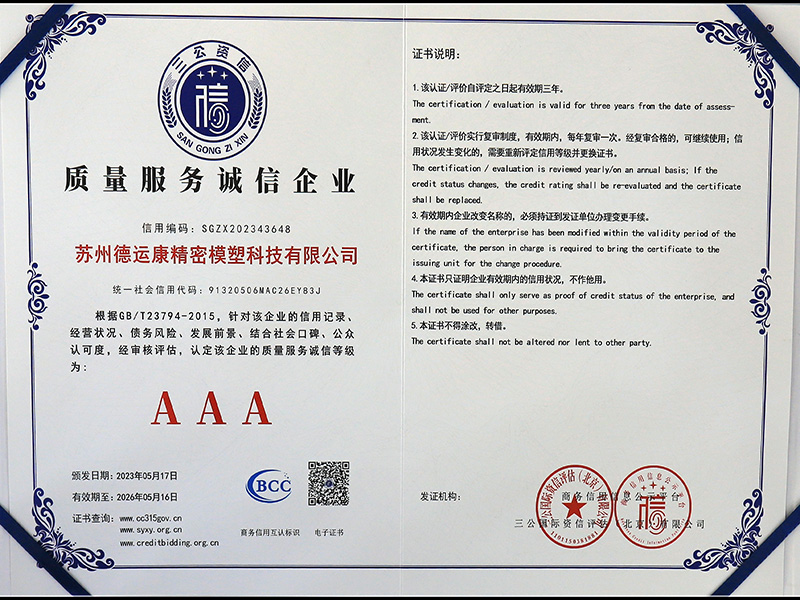 三公资信
SAN GONG ZI XIN
质量服务诚信企业
信用编码：SGZX202343648
苏州德运康精密模塑科技有限公司
统一社会信用代码：91320506MAC26EY83J
根据GB/T23794-2015，针对该企业的信用记录、
经营状况、债务风险、发展前景、结合社会口碑、公众
认可度，经审核评估，认定该企业的质量服务诚信等级
为：
AAA
颁发日期：2023年05月17日
有效期至：2026年05月16日
证书查询：www.cc315gov.cn
www.syxy.org.cn
www.creditbidding.org.cn
BCC
商务信用互认标识
电子证书
证书说明：
1. 该认证/评价自评定之日起有效期三年。
The certification / evaluation is valid for three years from the date of assess-
ment.
2. 该认证/评价实行复审制度，有效期内，每年复审一次。经复审合格的，可继续使用；信
用状况发生变化的，需要重新评定信用等级并更换证书。
The certification / evaluation is reviewed yearly/on an annual basis; If the
credit status changes, the credit rating shall be re-evaluated and the certificate
shall be replaced.
3. 有效期内企业改变名称的，必须持证到发证单位办理变更手续。
If the name of the enterprise has been modified within the validity period of the
certificate, the person in charge is required to bring the certificate to the
issuing unit for the change procedure.
4. 本证书只证明企业有效期内的信用状况，不作他用。
The certificate shall only serve as proof of credit status of the enterprise, and
shall not be used for other purposes.
5. 本证书不得涂改，转借。
The certificate shall not be altered nor lent to other party.
发证机构：
商务信用信息公示平台
三公国际资信评估（北京）有限公司